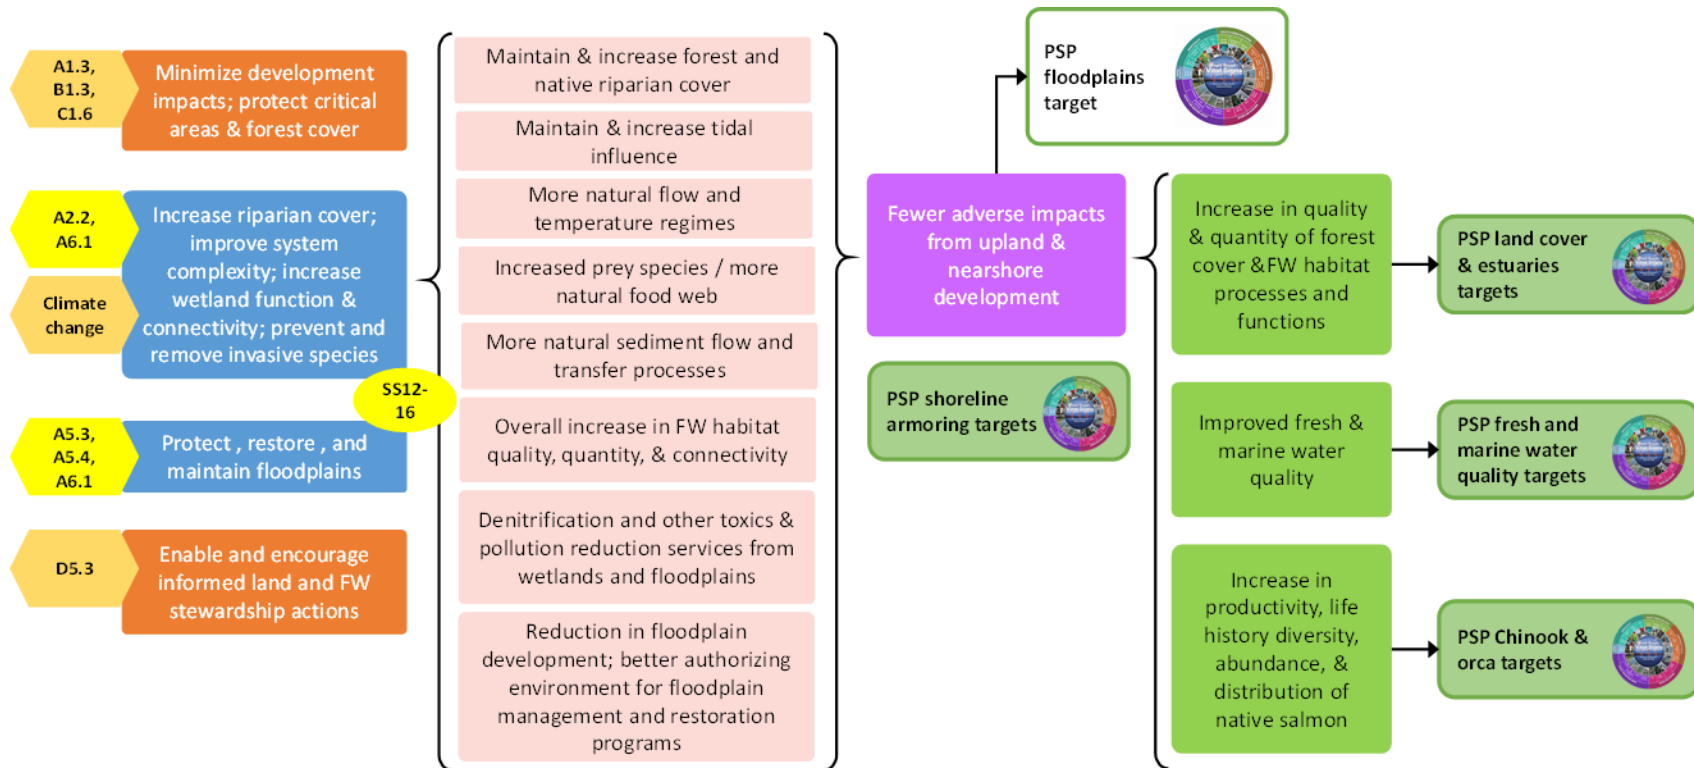 A1.3,
B1.3,
C1.6
Minimize development
impacts; protect critical
areas & forest cover
A2.2,
A6.1
Climate
change
Increase riparian cover;
improve system
complexity; increase
wetland function &
connectivity; prevent and
remove invasive species
SS12-
16
A5.3,
A5.4,
A6.1
Protect , restore , and
maintain floodplains
D5.3
Enable and encourage
informed land and FW
stewardship actions
Maintain & increase forest and
native riparian cover
Maintain & increase tidal
influence
More natural flow and
temperature regimes
Increased prey species / more
natural food web
More natural sediment flow and
transfer processes
Overall increase in FW habitat
quality, quantity, & connectivity
Denitrification and other toxics &
pollution reduction services from
wetlands and floodplains
Reduction in floodplain
development; better authorizing
environment for floodplain
management and restoration
programs
PSP
floodplains
target
Fewer adverse impacts
from upland &
nearshore
development
PSP shoreline
armoring targets
Increase in quality
& quantity of forest
cover &FW habitat
processes and
functions
PSP land cover
& estuaries
targets
Improved fresh &
marine water
quality
PSP fresh and
marine water
quality targets
Increase in
productivity, life
history diversity,
abundance, &
distribution of
native salmon
PSP Chinook &
orca targets